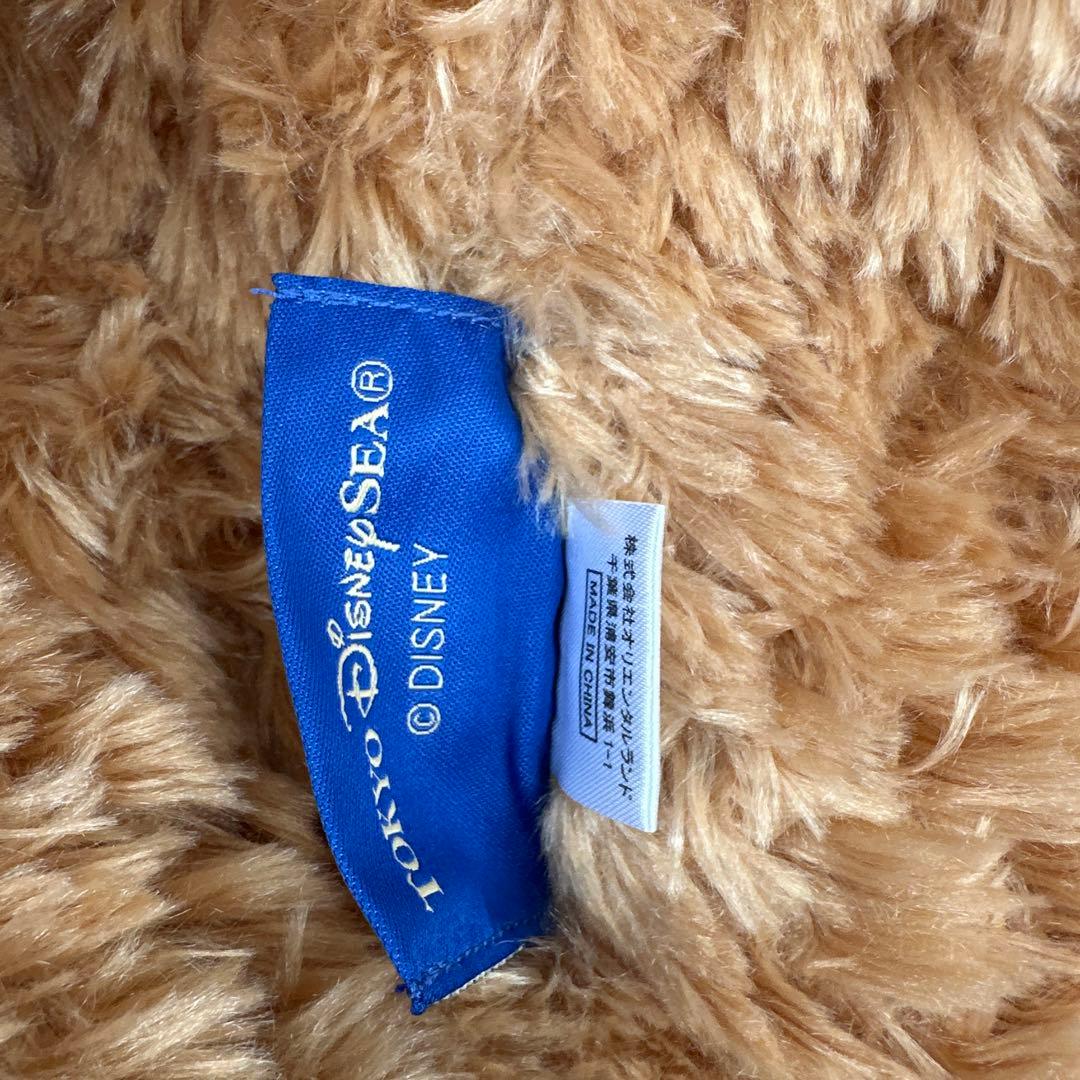 TOKYO DISNEYSEA®
© DISNEY
株式会社オリエンタルランド
千葉県浦安市舞浜1-1
MADE IN CHINA